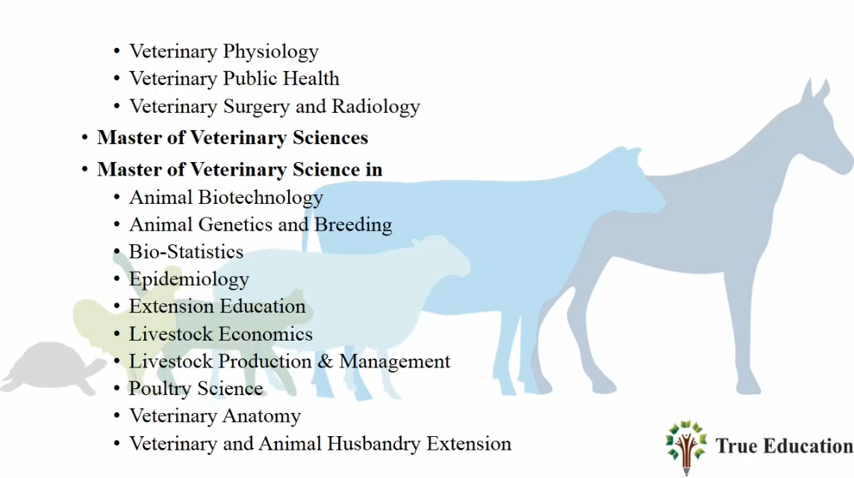 • Veterinary Physiology
• Veterinary Public Health
• Veterinary Surgery and Radiology
• Master of Veterinary Sciences
• Master of Veterinary Science in
• Animal Biotechnology
• Animal Genetics and Breeding
• Bio-Statistics
• Epidemiology
• Extension Education
• Livestock Economics
• Livestock Production & Management
• Poultry Science
• Veterinary Anatomy
• Veterinary and Animal Husbandry Extension
True Education